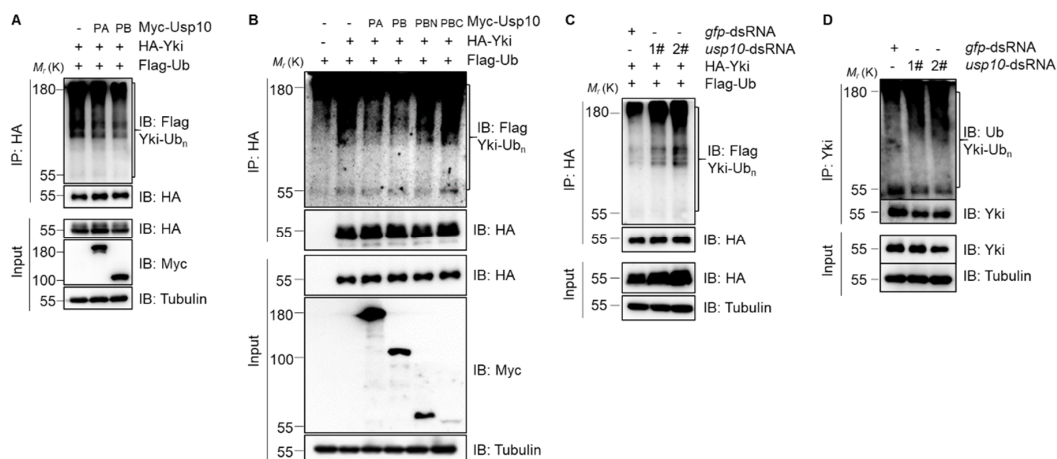 A
- PA PB Myc-Usp10
+ + + HA-Yki
+ + + Flag-Ub
Mr (K)
180
55
IP: HA
IB: Flag
Yki-Ubn
55
IB: HA
Input
IB: HA
180
100
IB: Myc
55
IB: Tubulin
B
- - PA PB PBN PBC Myc-Usp10
- + + + + + HA-Yki
+ + + + + + Flag-Ub
Mr (K)
180
55
IP: HA
IB: Flag
Yki-Ubn
55
IB: HA
Input
55
IB: HA
180
100
55
IB: Myc
55
IB: Tubulin
C
+ - - gfp-dsRNA
- 1# 2# usp10-dsRNA
+ + + HA-Yki
+ + + Flag-Ub
Mr (K)
180
55
IP: HA
IB: Flag
Yki-Ubn
55
IB: HA
Input
55
IB: HA
55
IB: Tubulin
D
+ - - gfp-dsRNA
- 1# 2# usp10-dsRNA
Mr (K)
180
55
IP: Yki
IB: Ub
Yki-Ubn
55
IB: Yki
Input
55
IB: Yki
55
IB: Tubulin